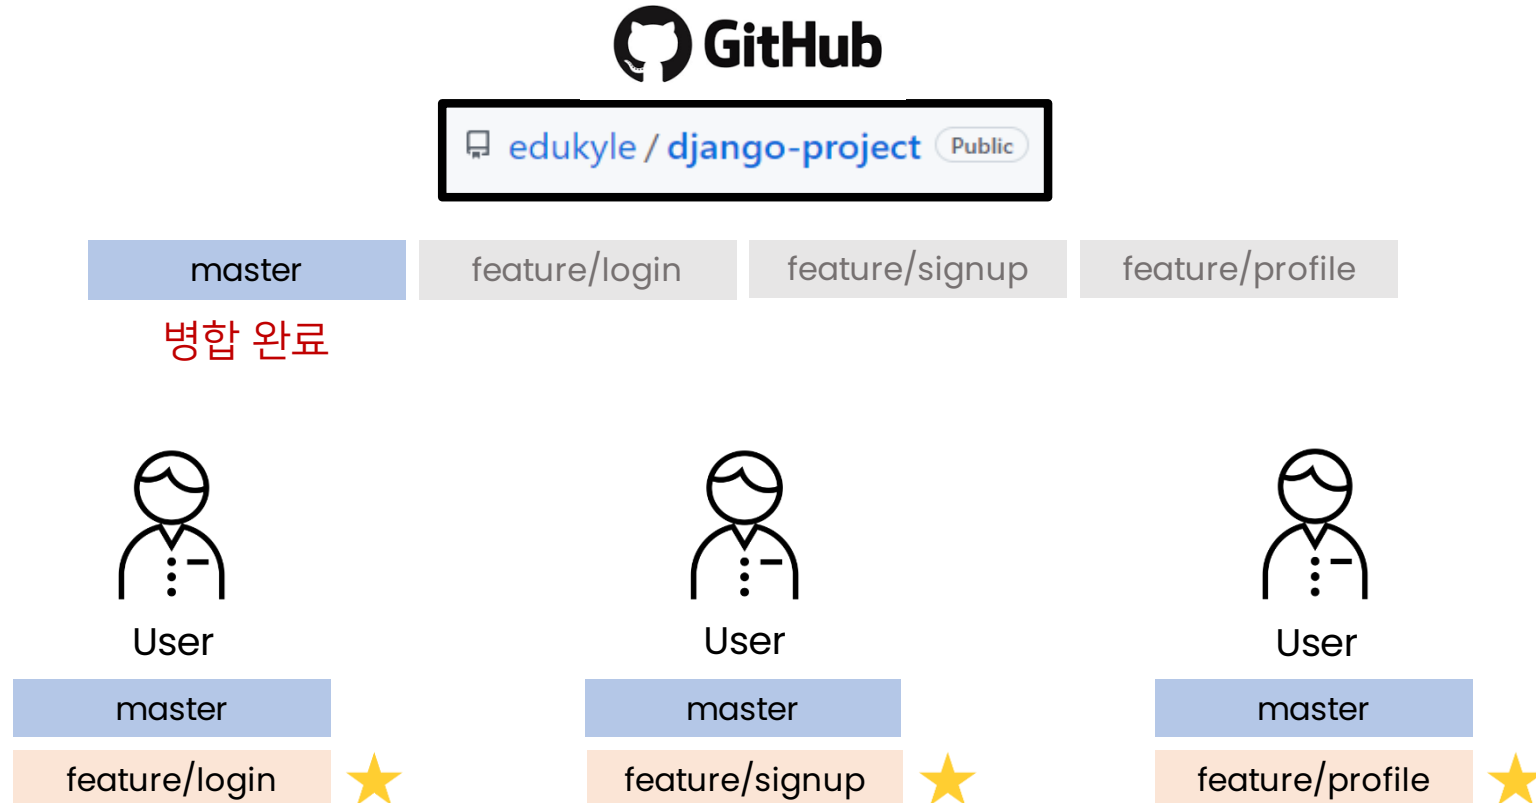 GitHub
edukyle / django-project Public
master feature/login feature/signup feature/profile
병합 완료
User User User
master master master
feature/login feature/signup feature/profile